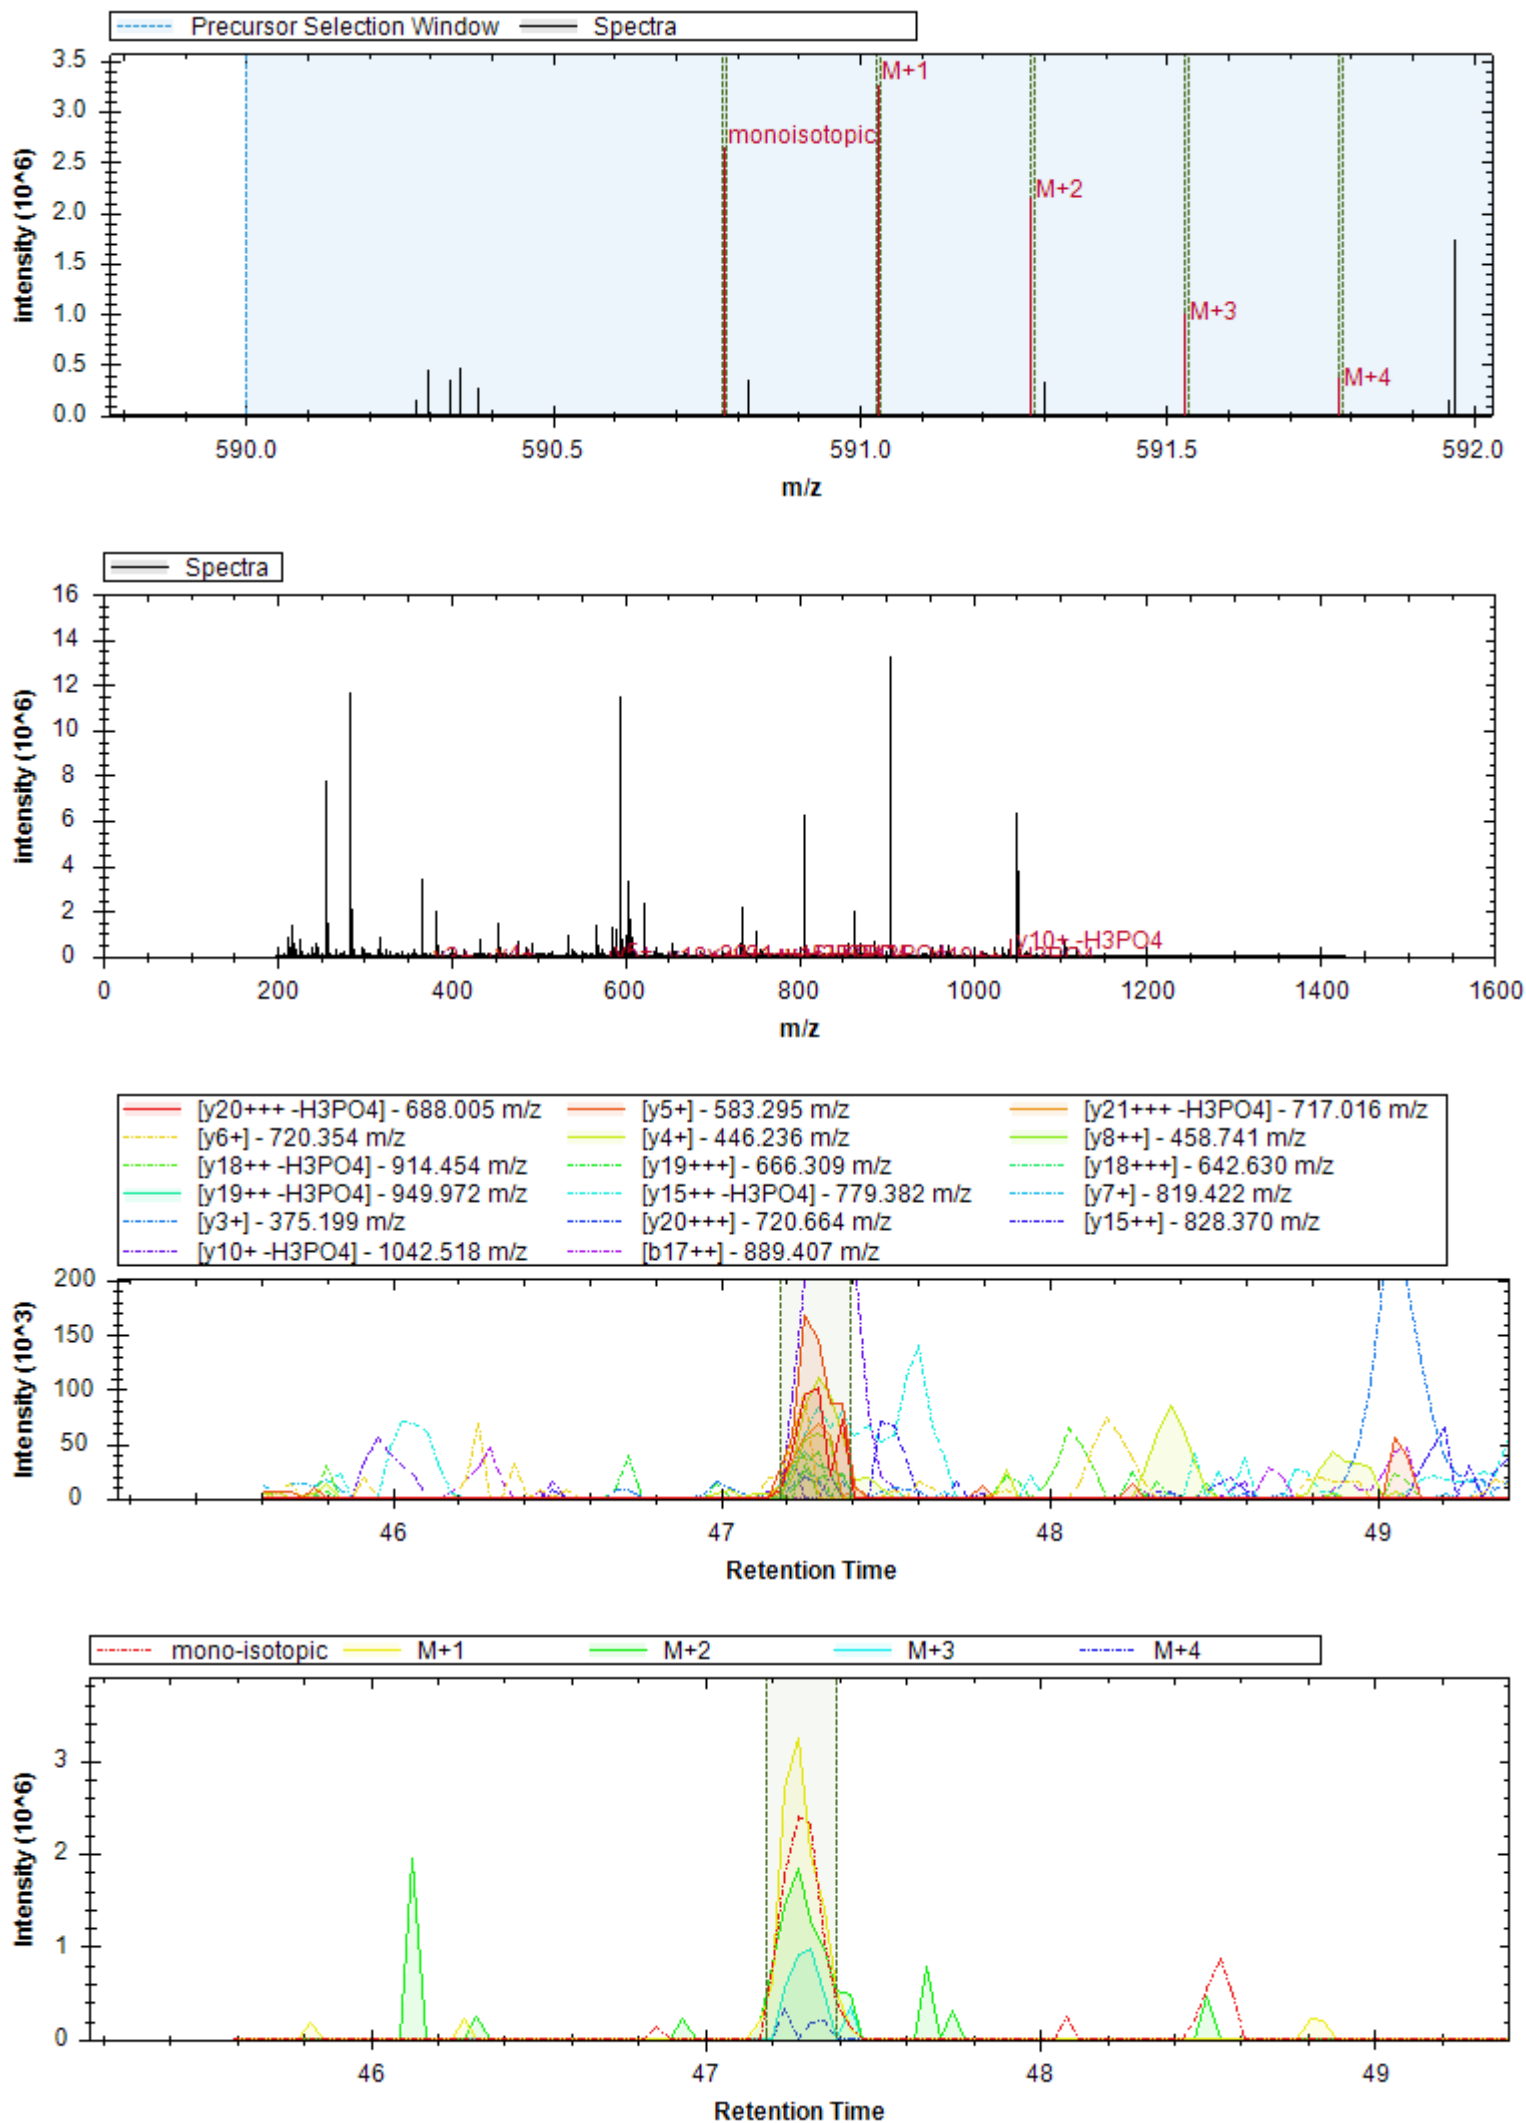 Precursor Selection Window Spectra
3.5
3.0
2.5
2.0
1.5
1.0
0.5
0.0
intensity (10^6)
M+1
monoisotopic
M+2
M+3
M+4
590.0 590.5 591.0 591.5 592.0
m/z
Spectra
16
14
12
10
8
6
4
2
0
intensity (10^6)
y10+ -H3PO4
0 200 400 600 800 1000 1200 1400 1600
m/z
[y20+++ -H3PO4] - 688.005 m/z [y5+] - 583.295 m/z [y21+++ -H3PO4] - 717.016 m/z
[y6+] - 720.354 m/z [y4+] - 446.236 m/z [y8++] - 458.741 m/z
[y18++ -H3PO4] - 914.454 m/z [y19+++] - 666.309 m/z [y18+++] - 642.630 m/z
[y19++ -H3PO4] - 949.972 m/z [y15++ -H3PO4] - 779.382 m/z [y7+] - 819.422 m/z
[y3+] - 375.199 m/z [y20+++] - 720.664 m/z [y15++] - 828.370 m/z
[y10+ -H3PO4] - 1042.518 m/z [b17++] - 889.407 m/z
200
150
100
50
0
Intensity (10^3)
46 47 48 49
Retention Time
mono-isotopic M+1 M+2 M+3 M+4
3
2
1
0
Intensity (10^6)
46 47 48 49
Retention Time